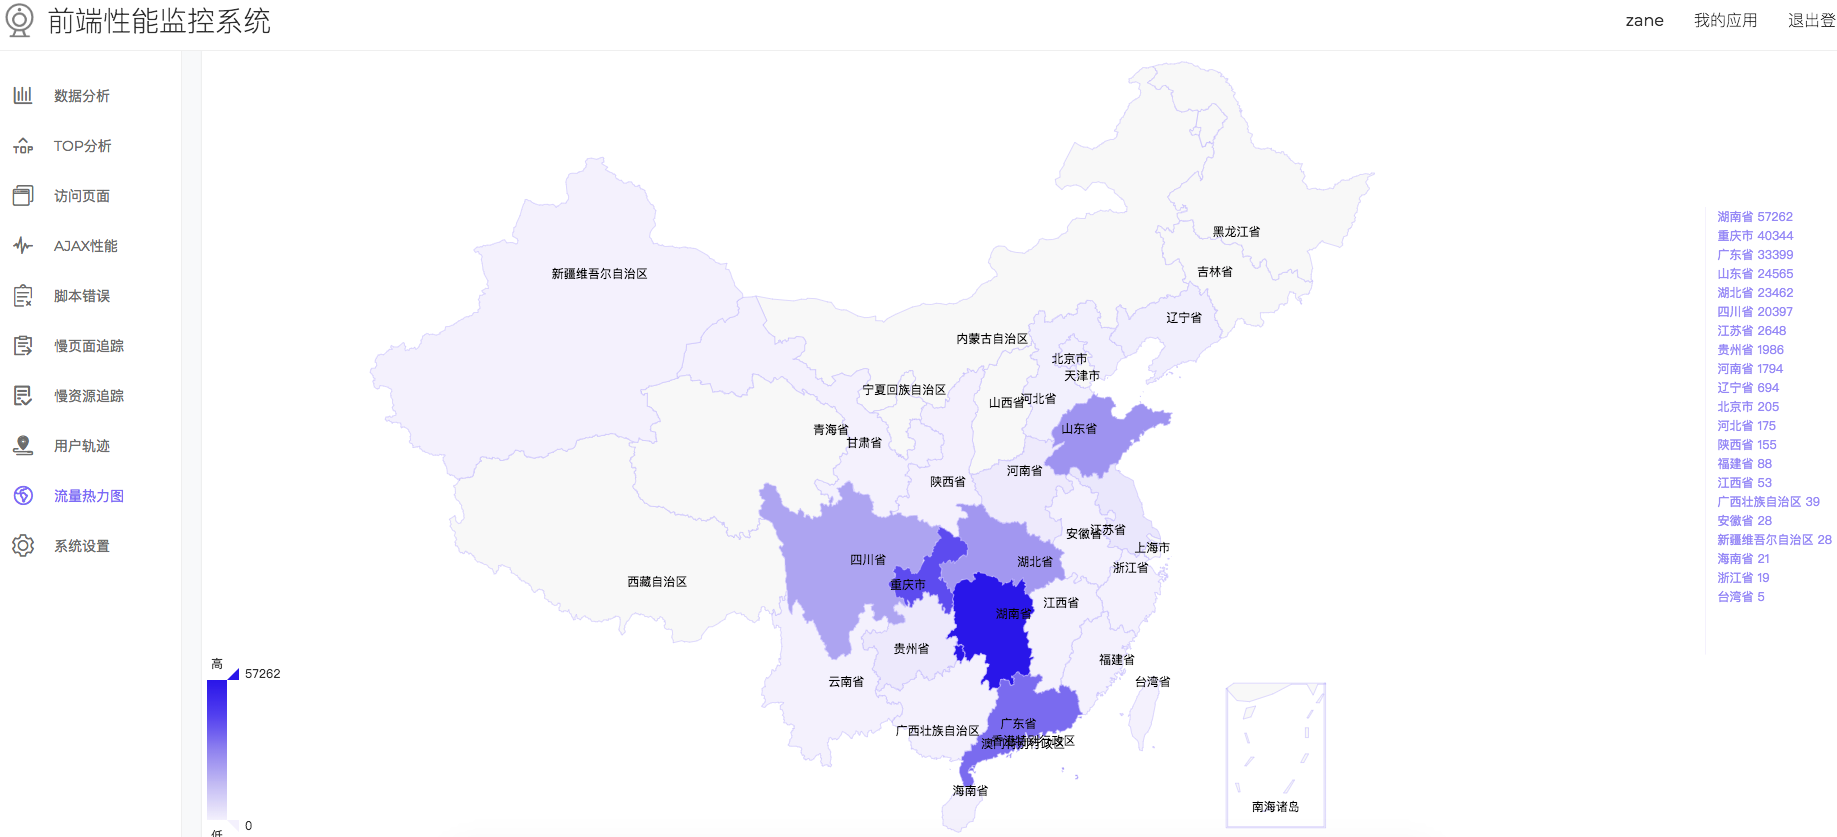 前端性能监控系统
zane 我的应用 退出登
数据分析
TOP分析
访问页面
AJAX性能
脚本错误
慢页面追踪
慢资源追踪
用户轨迹
流量热力图
系统设置
黑龙江省
吉林省
新疆维吾尔自治区
辽宁省
内蒙古自治区
北京市
天津市
宁夏回族自治区
山西省
河北省
青海省
甘肃省
山东省
河南省
陕西省
安徽省
江苏省
上海市
四川省
湖北省
浙江省
西藏自治区
重庆市
江西省
湖南省
贵州省
福建省
云南省
台湾省
广东省
广西壮族自治区
香港特别行政区
澳门特别行政区
海南省
南海诸岛
高
57262
0
低
湖南省 57262
重庆市 40344
广东省 33399
山东省 24565
湖北省 23462
四川省 20397
江苏省 2648
贵州省 1986
河南省 1794
辽宁省 694
北京市 205
河北省 175
陕西省 155
福建省 88
江西省 53
广西壮族自治区 39
安徽省 28
新疆维吾尔自治区 28
海南省 21
浙江省 19
台湾省 5